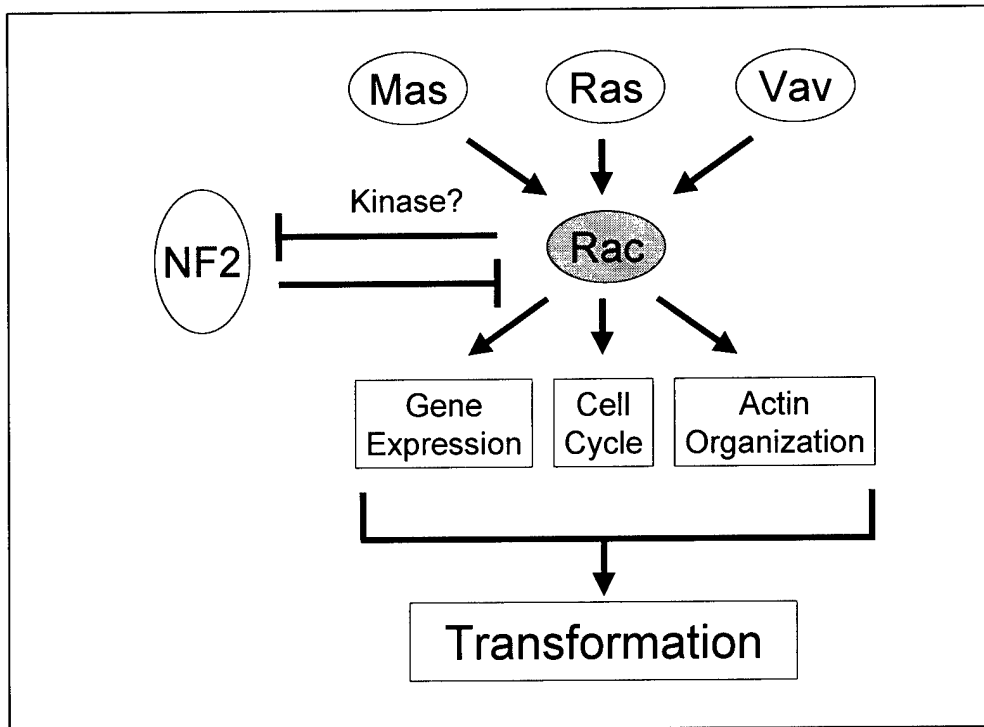 Mas
Ras
Vav
Kinase?
NF2
Rac
Gene
Expression
Cell
Cycle
Actin
Organization
Transformation